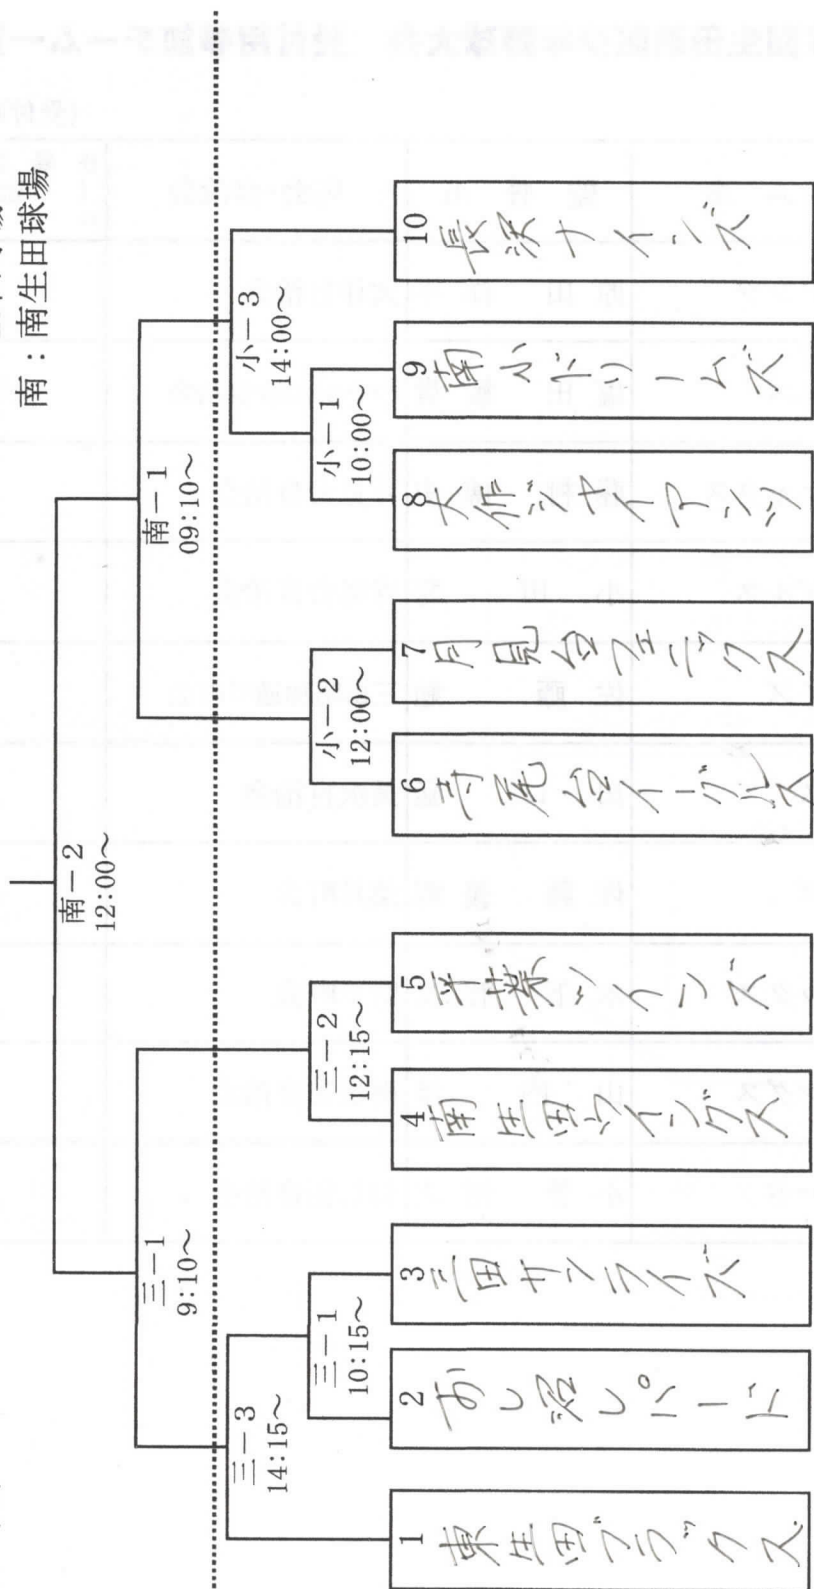 南：南生田球場
南－2
12:00～
三－1
9:10～
南－1
09:10～
三－3
14:15～
三－1
10:15～
三－2
12:15～
小－2
12:00～
小－3
14:00～
小－1
10:00～
1
東生田ブラックス
2
おし沼レパード
3
三田サンライズ
4
南生田ウイングス
5
千代ヶ丘ツインズ
6
寺尾台イーグルス
7
月見台フェニックス
8
大作ジャイアンツ
9
南小ドリームズ
10
長沢ナインズ